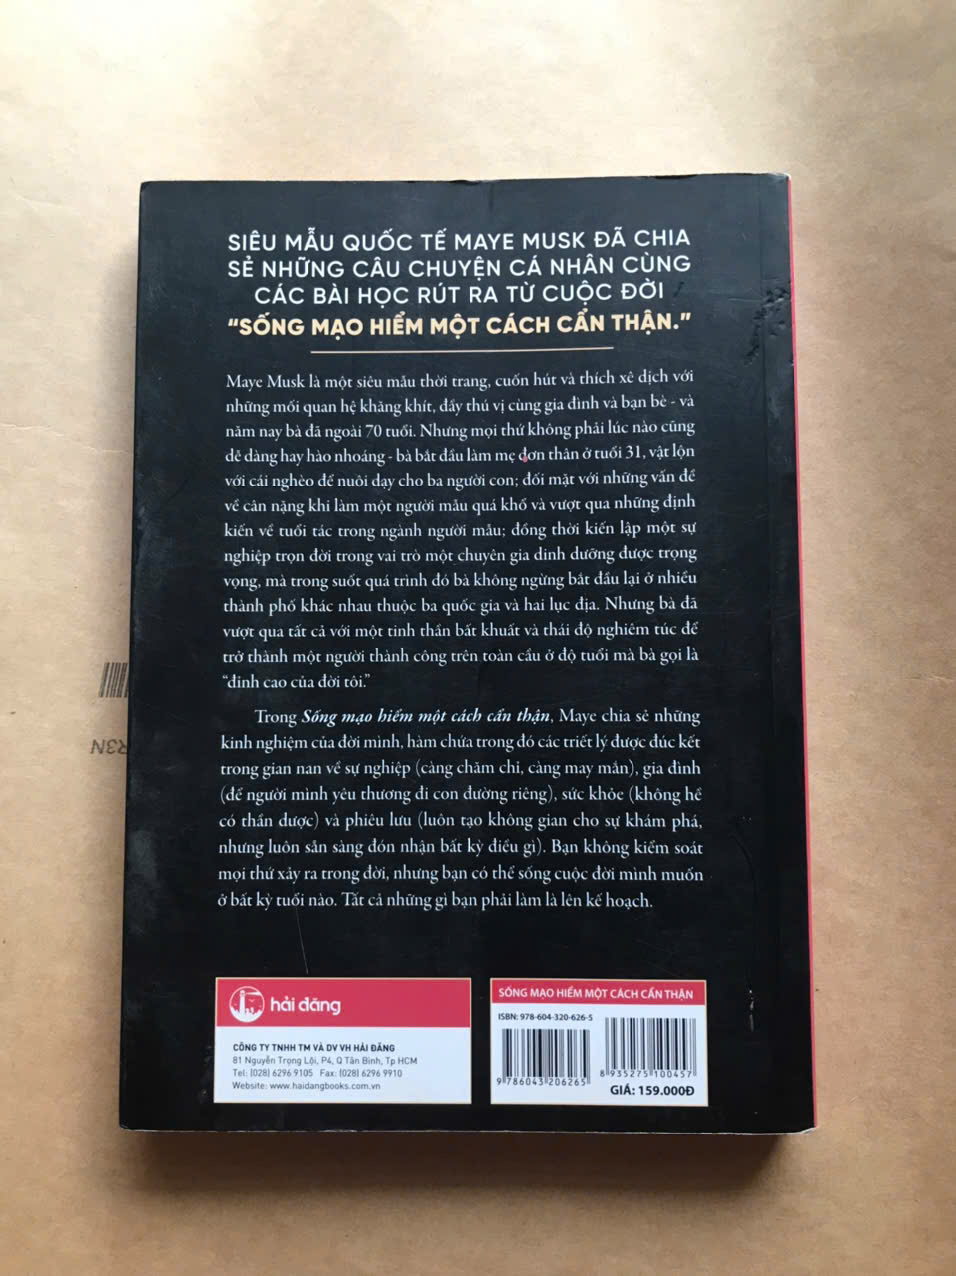 SIÊU MẪU QUỐC TẾ MAYE MUSK ĐÃ CHIA
SẺ NHỮNG CÂU CHUYỆN CÁ NHÂN CÙNG
CÁC BÀI HỌC RÚT RA TỪ CUỘC ĐỜI
“SỐNG MẠO HIỂM MỘT CÁCH CẨN THẬN.”
Maye Musk là một siêu mẫu thời trang, cuốn hút và thích xê dịch với
những mối quan hệ khăng khít, đầy thú vị cùng gia đình và bạn bè - và
năm nay bà đã ngoài 70 tuổi. Nhưng mọi thứ không phải lúc nào cũng
dễ dàng hay hào nhoáng - bà bắt đầu làm mẹ đơn thân ở tuổi 31, vật lộn
với cái nghèo để nuôi dạy cho ba người con; đối mặt với những vấn đề
về cân nặng khi làm một người mẫu quá khổ và vượt qua những định
kiến về tuổi tác trong ngành người mẫu; đồng thời kiến lập một sự
nghiệp trọn đời trong vai trò một chuyên gia dinh dưỡng được trọng
vọng, mà trong suốt quá trình đó bà không ngừng bắt đầu lại ở nhiều
thành phố khác nhau thuộc ba quốc gia và hai lục địa. Nhưng bà đã
vượt qua tất cả với một tinh thần bất khuất và thái độ nghiêm túc để
trở thành một người thành công trên toàn cầu ở độ tuổi mà bà gọi là
“đỉnh cao của đời tôi.”
Trong Sống mạo hiểm một cách cẩn thận, Maye chia sẻ những
kinh nghiệm của đời mình, hàm chứa trong đó các triết lý được đúc kết
trong gian nan về sự nghiệp (càng chăm chỉ, càng may mắn), gia đình
(để người mình yêu thương đi con đường riêng), sức khỏe (không hề
có thần dược) và phiêu lưu (luôn tạo không gian cho sự khám phá,
nhưng luôn sẵn sàng đón nhận bất kỳ điều gì). Bạn không kiểm soát
mọi thứ xảy ra trong đời, nhưng bạn có thể sống cuộc đời mình muốn
ở bất kỳ tuổi nào. Tất cả những gì bạn phải làm là lên kế hoạch.
hải đăng
CÔNG TY TNHH TM VÀ DV VH HẢI ĐĂNG
81 Nguyễn Trọng Lội, P4, Q Tân Bình, Tp HCM
Tel: (028) 6296 9105 Fax: (028) 6296 9910
Website: www.haidangbooks.com.vn
SỐNG MẠO HIỂM MỘT CÁCH CẨN THẬN
ISBN: 978-604-320-626-5
9 786043 206265
8 935275 100457
GIÁ: 159.000Đ